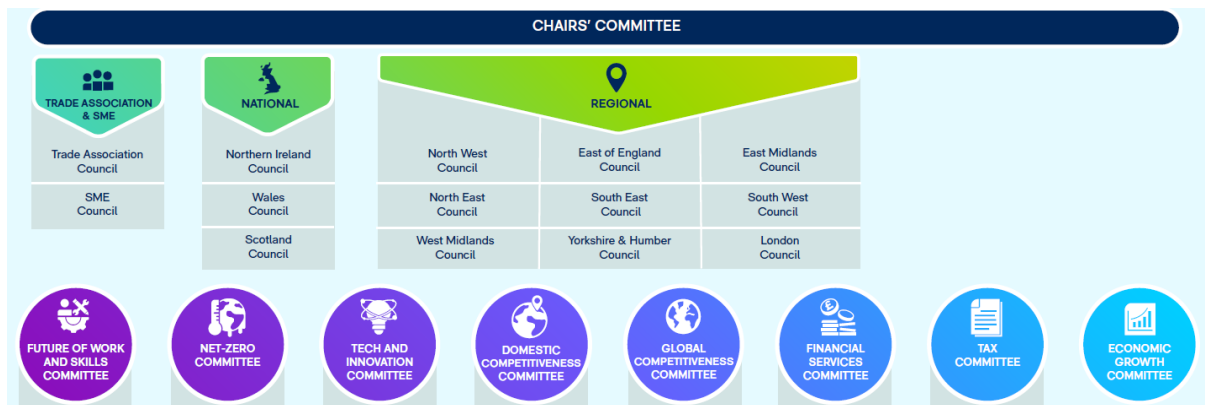 CHAIRS' COMMITTEE
TRADE ASSOCIATION
& SME
Trade Association
Council
SME
Council
NATIONAL
Northern Ireland
Council
Wales
Council
Scotland
Council
REGIONAL
North West
Council
East of England
Council
East Midlands
Council
North East
Council
South East
Council
South West
Council
West Midlands
Council
Yorkshire & Humber
Council
London
Council
FUTURE OF WORK
AND SKILLS
COMMITTEE
NET-ZERO
COMMITTEE
TECH AND
INNOVATION
COMMITTEE
DOMESTIC
COMPETITIVENESS
COMMITTEE
GLOBAL
COMPETITIVENESS
COMMITTEE
£
FINANCIAL
SERVICES
COMMITTEE
TAX
COMMITTEE
ECONOMIC
GROWTH
COMMITTEE